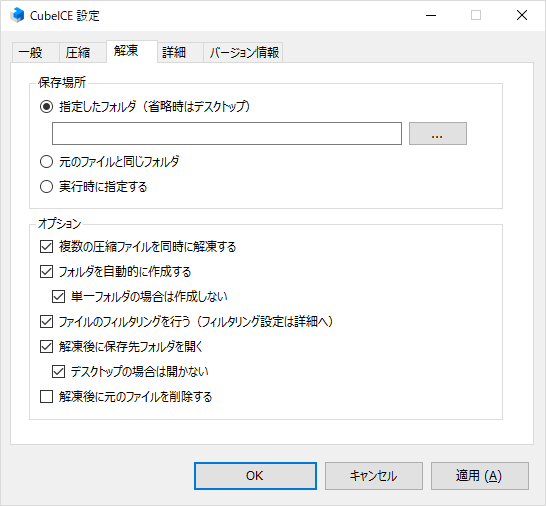 CubeICE 設定
一般 圧縮 解凍 詳細 バージョン情報
保存場所
指定したフォルダ（省略時はデスクトップ）
...
元のファイルと同じフォルダ
実行時に指定する
オプション
複数の圧縮ファイルを同時に解凍する
フォルダを自動的に作成する
単一フォルダの場合は作成しない
ファイルのフィルタリングを行う（フィルタリング設定は詳細へ）
解凍後に保存先フォルダを開く
デスクトップの場合は開かない
解凍後に元のファイルを削除する
OK キャンセル 適用 (A)